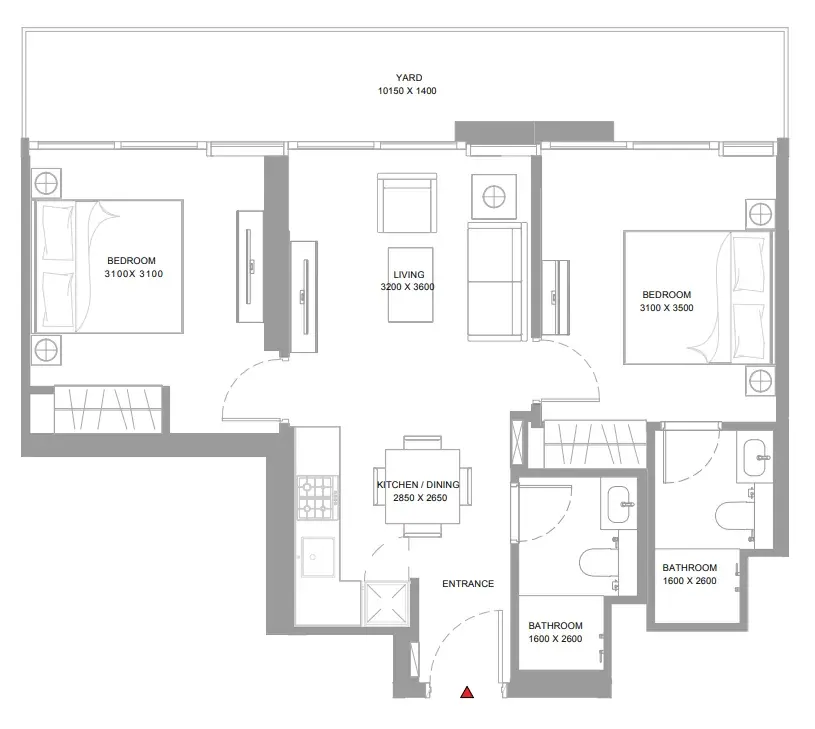 YARD
10150 X 1400
BEDROOM
3100X 3100
LIVING
3200 X 3600
BEDROOM
3100 X 3500
KITCHEN / DINING
2850 X 2650
ENTRANCE
BATHROOM
1600 X 2600
BATHROOM
1600 X 2600